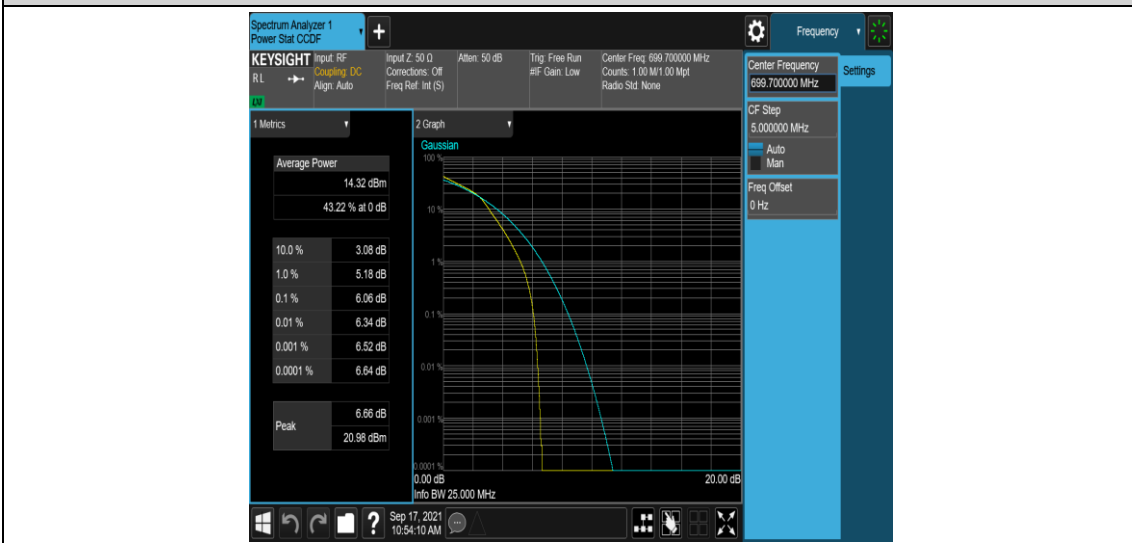 Spectrum Analyzer 1
Power Stat CCDF
+
Frequency
KEYSIGHT
RL
LXI
Input: RF
Coupling: DC
Align: Auto
Input Z: 50 Ω
Corrections: Off
Freq Ref: Int (S)
Atten: 50 dB
Trig: Free Run
#IF Gain: Low
Center Freq: 699.700000 MHz
Counts: 1.00 M/1.00 Mpt
Radio Std: None
Center Frequency
699.700000 MHz
Settings
CF Step
5.000000 MHz
Auto
Man
Freq Offset
0 Hz
1 Metrics
Average Power
14.32 dBm
43.22 % at 0 dB
10.0 % 3.08 dB
1.0 % 5.18 dB
0.1 % 6.06 dB
0.01 % 6.34 dB
0.001 % 6.52 dB
0.0001 % 6.64 dB
Peak
6.66 dB
20.98 dBm
2 Graph
Gaussian
100 %
10 %
1 %
0.1 %
0.01 %
0.001 %
0.0001 %
0.00 dB 20.00 dB
Info BW 25.000 MHz
?
Sep 17, 2021
10:54:10 AM